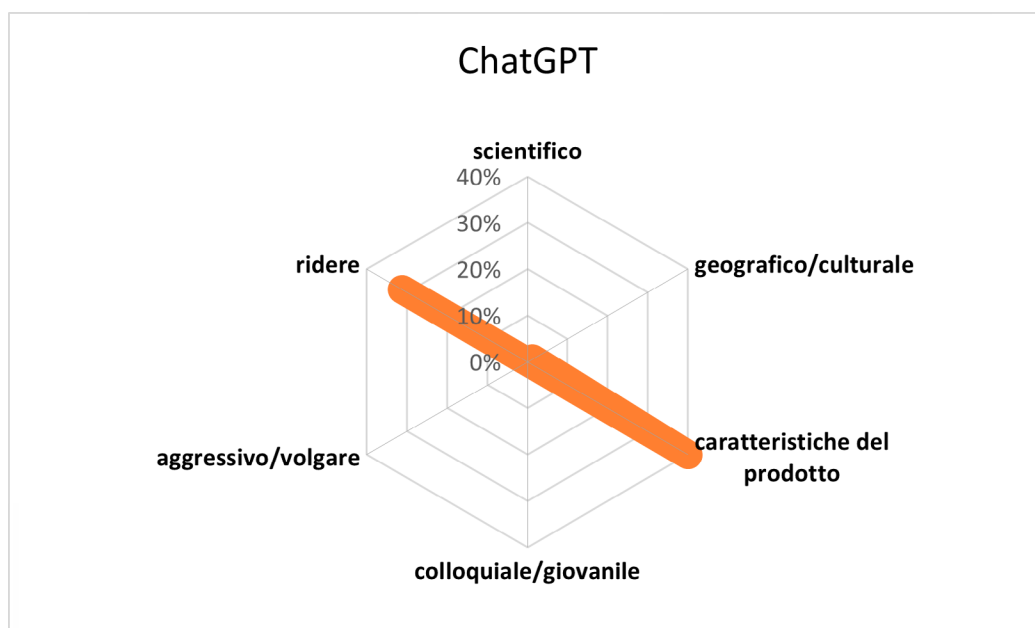 ChatGPT
scientifico
40%
30%
20%
10%
0%
ridere
geografico/culturale
aggressivo/volgare
caratteristiche del
prodotto
colloquiale/giovanile